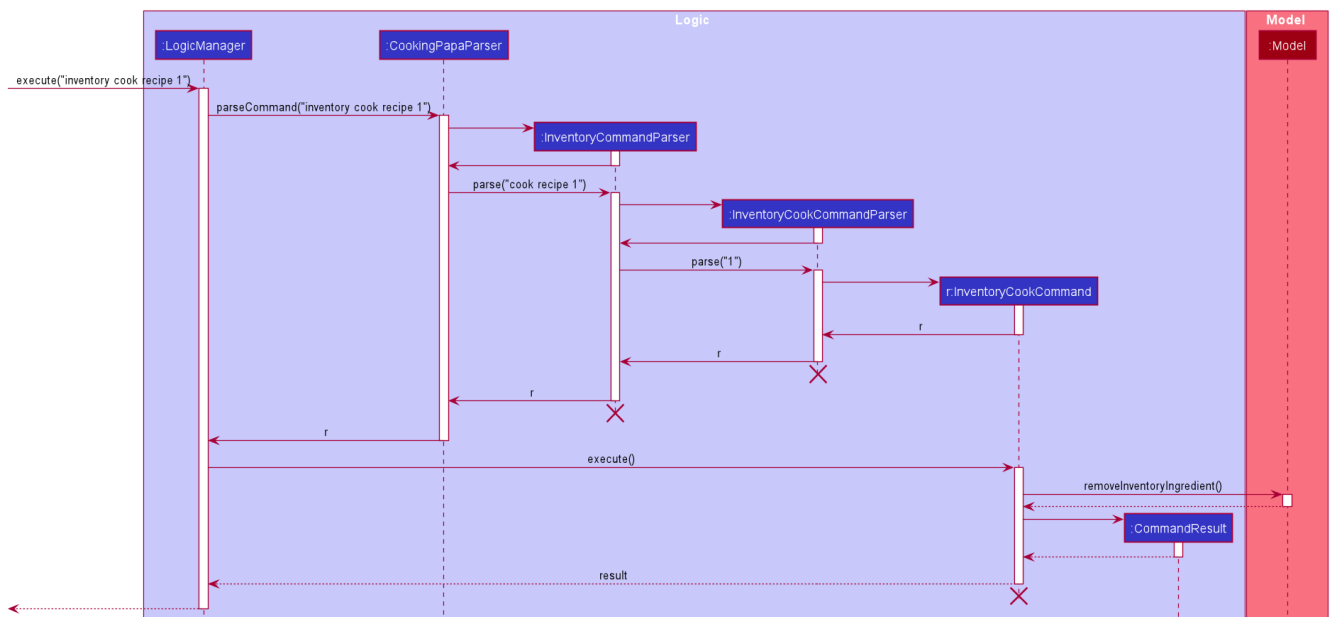 Logic
Model
:LogicManager
:CookingPapaParser
:Model
execute("inventory cook recipe 1")
parseCommand("inventory cook recipe 1")
:InventoryCommandParser
parse("cook recipe 1")
:InventoryCookCommandParser
parse("1")
r:InventoryCookCommand
r
r
r
r
execute()
removeInventoryIngredient()
:CommandResult
result